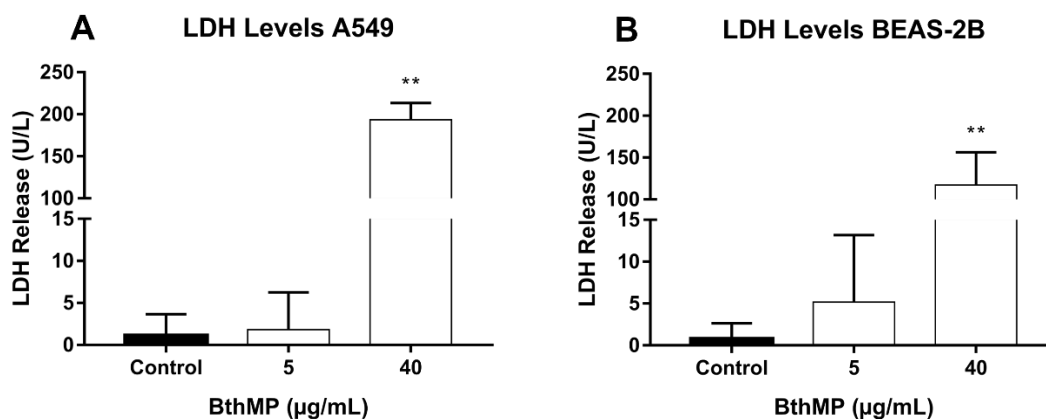 A
LDH Levels A549
LDH Release (U/L)
250
200
150
100
15
10
5
0
**
Control
5
40
BthMP (µg/mL)
B
LDH Levels BEAS-2B
LDH Release (U/L)
250
200
150
100
15
10
5
0
**
Control
5
40
BthMP (µg/mL)